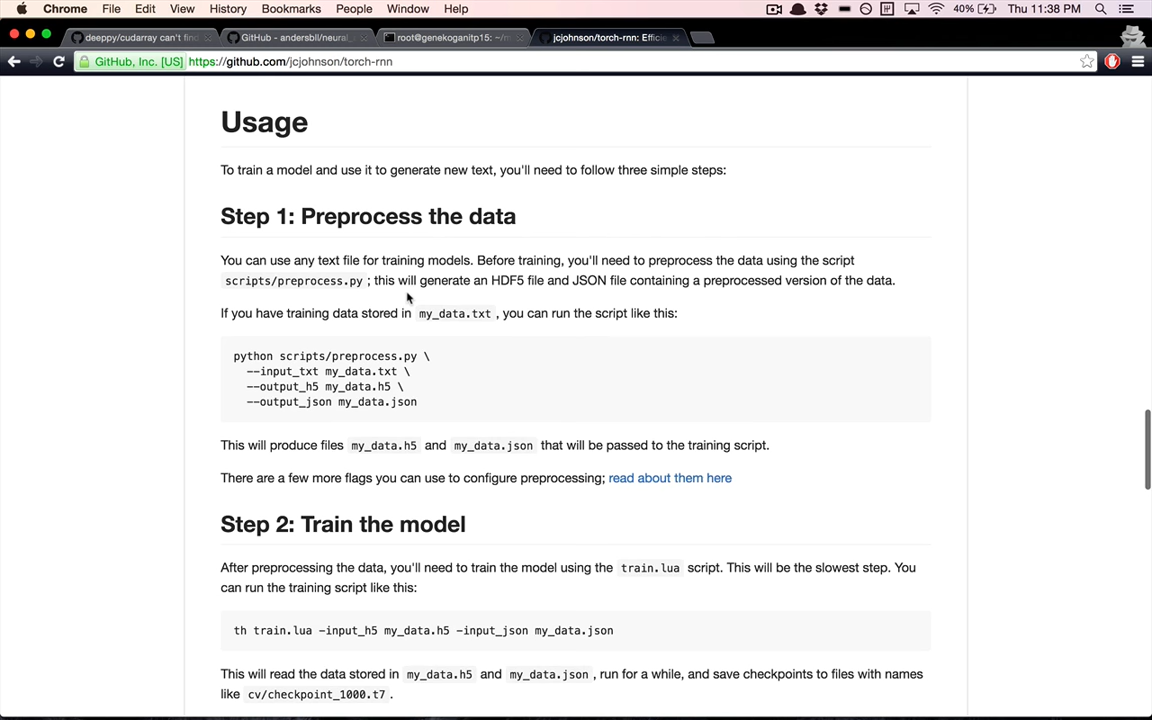 Chrome File Edit View History Bookmarks People Window Help 40% Thu 11:38 PM
deeppy/cudarray can't find GitHub - andersbll/neural_ root@genekoganitp15: ~/m jcjohnson/torch-rnn: Efficie
GitHub, Inc. [US] https://github.com/jcjohnson/torch-rnn
Usage
To train a model and use it to generate new text, you'll need to follow three simple steps:
Step 1: Preprocess the data
You can use any text file for training models. Before training, you'll need to preprocess the data using the script
scripts/preprocess.py ; this will generate an HDF5 file and JSON file containing a preprocessed version of the data.
If you have training data stored in my_data.txt , you can run the script like this:
python scripts/preprocess.py \
--input_txt my_data.txt \
--output_h5 my_data.h5 \
--output_json my_data.json
This will produce files my_data.h5 and my_data.json that will be passed to the training script.
There are a few more flags you can use to configure preprocessing; read about them here
Step 2: Train the model
After preprocessing the data, you'll need to train the model using the train.lua script. This will be the slowest step. You
can run the training script like this:
th train.lua -input_h5 my_data.h5 -input_json my_data.json
This will read the data stored in my_data.h5 and my_data.json , run for a while, and save checkpoints to files with names
like cv/checkpoint_1000.t7 .